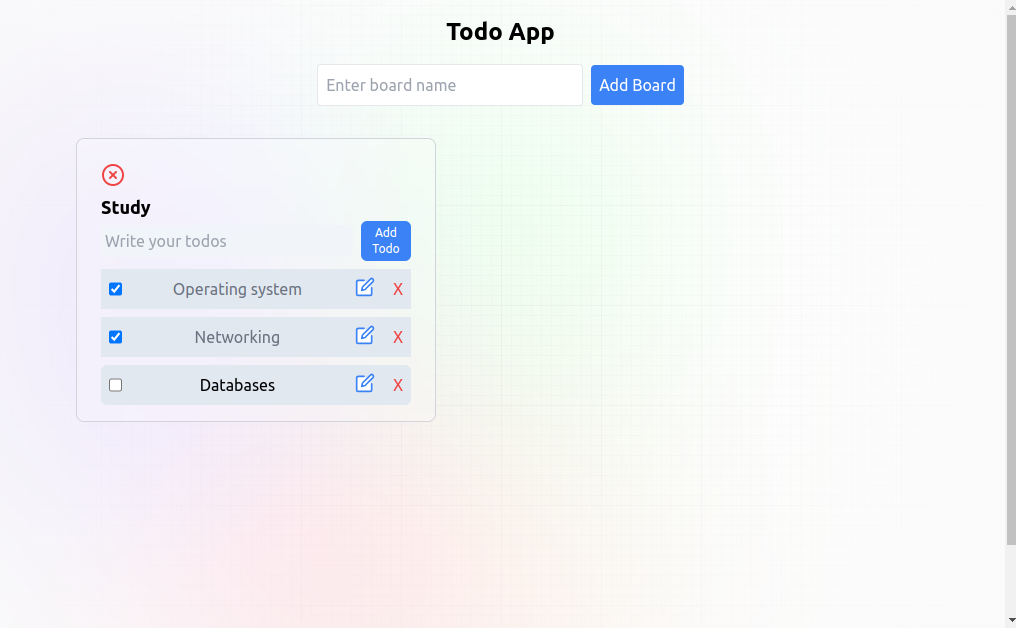 Todo App
Enter board name
Add Board
Study
Write your todos
Add
Todo
Operating system
X
Networking
X
Databases
X